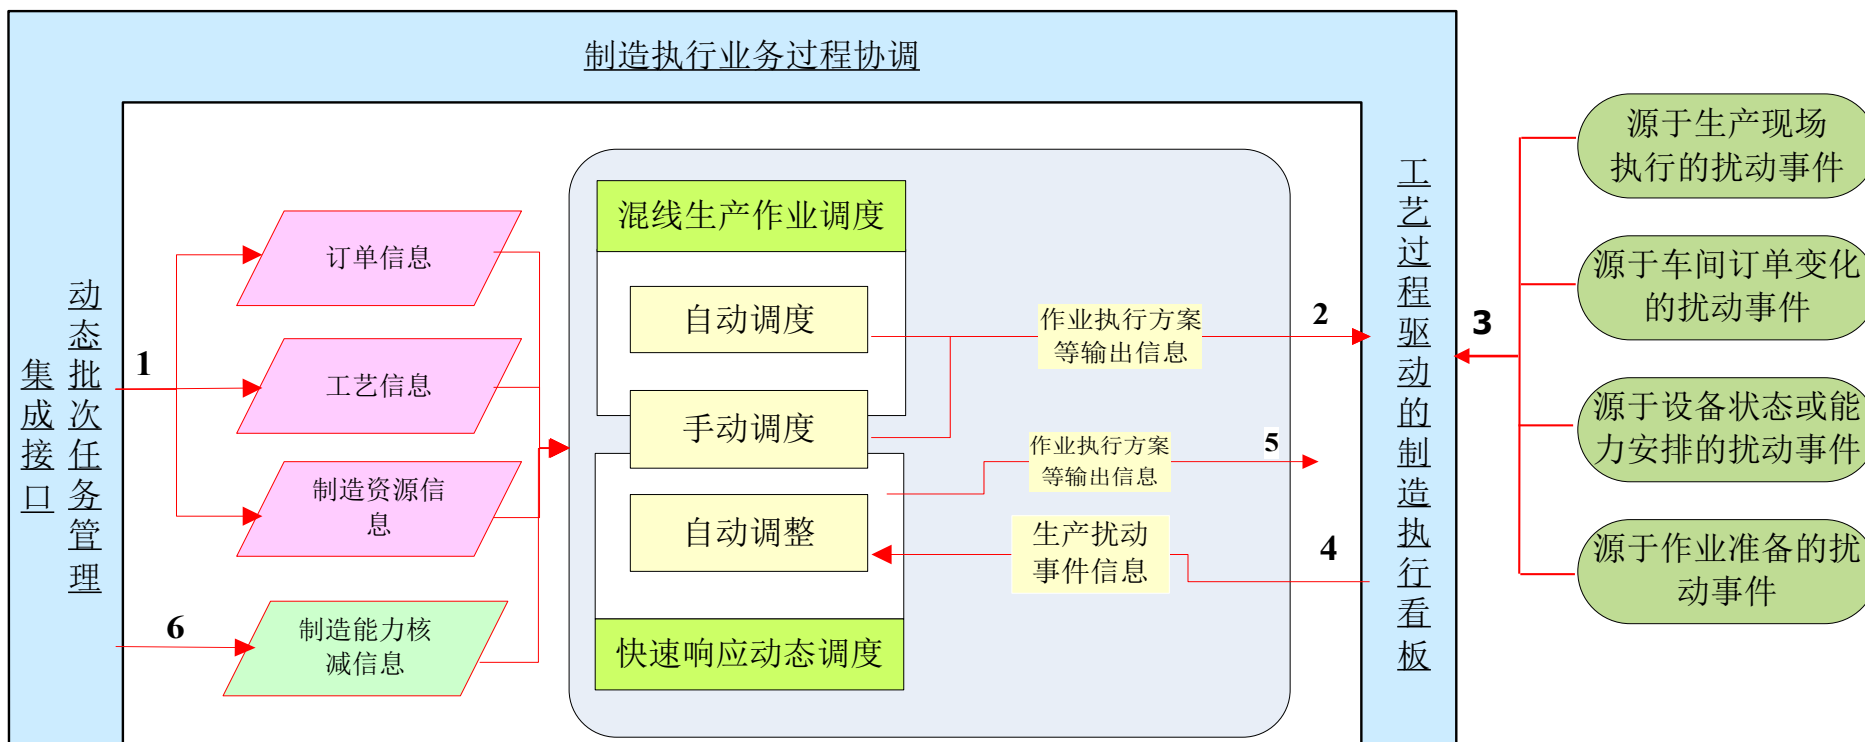 制造执行业务过程协调
集成接口
动态批次任务管理
1
6
订单信息
工艺信息
制造资源信
息
制造能力核
减信息
混线生产作业调度
自动调度
手动调度
自动调整
快速响应动态调度
作业执行方案
等输出信息
2
作业执行方案
等输出信息
5
生产扰动
事件信息
4
工艺过程驱动的制造执行看板
3
源于生产现场
执行的扰动事件
源于车间订单变化
的扰动事件
源于设备状态或能
力安排的扰动事件
源于作业准备的扰
动事件